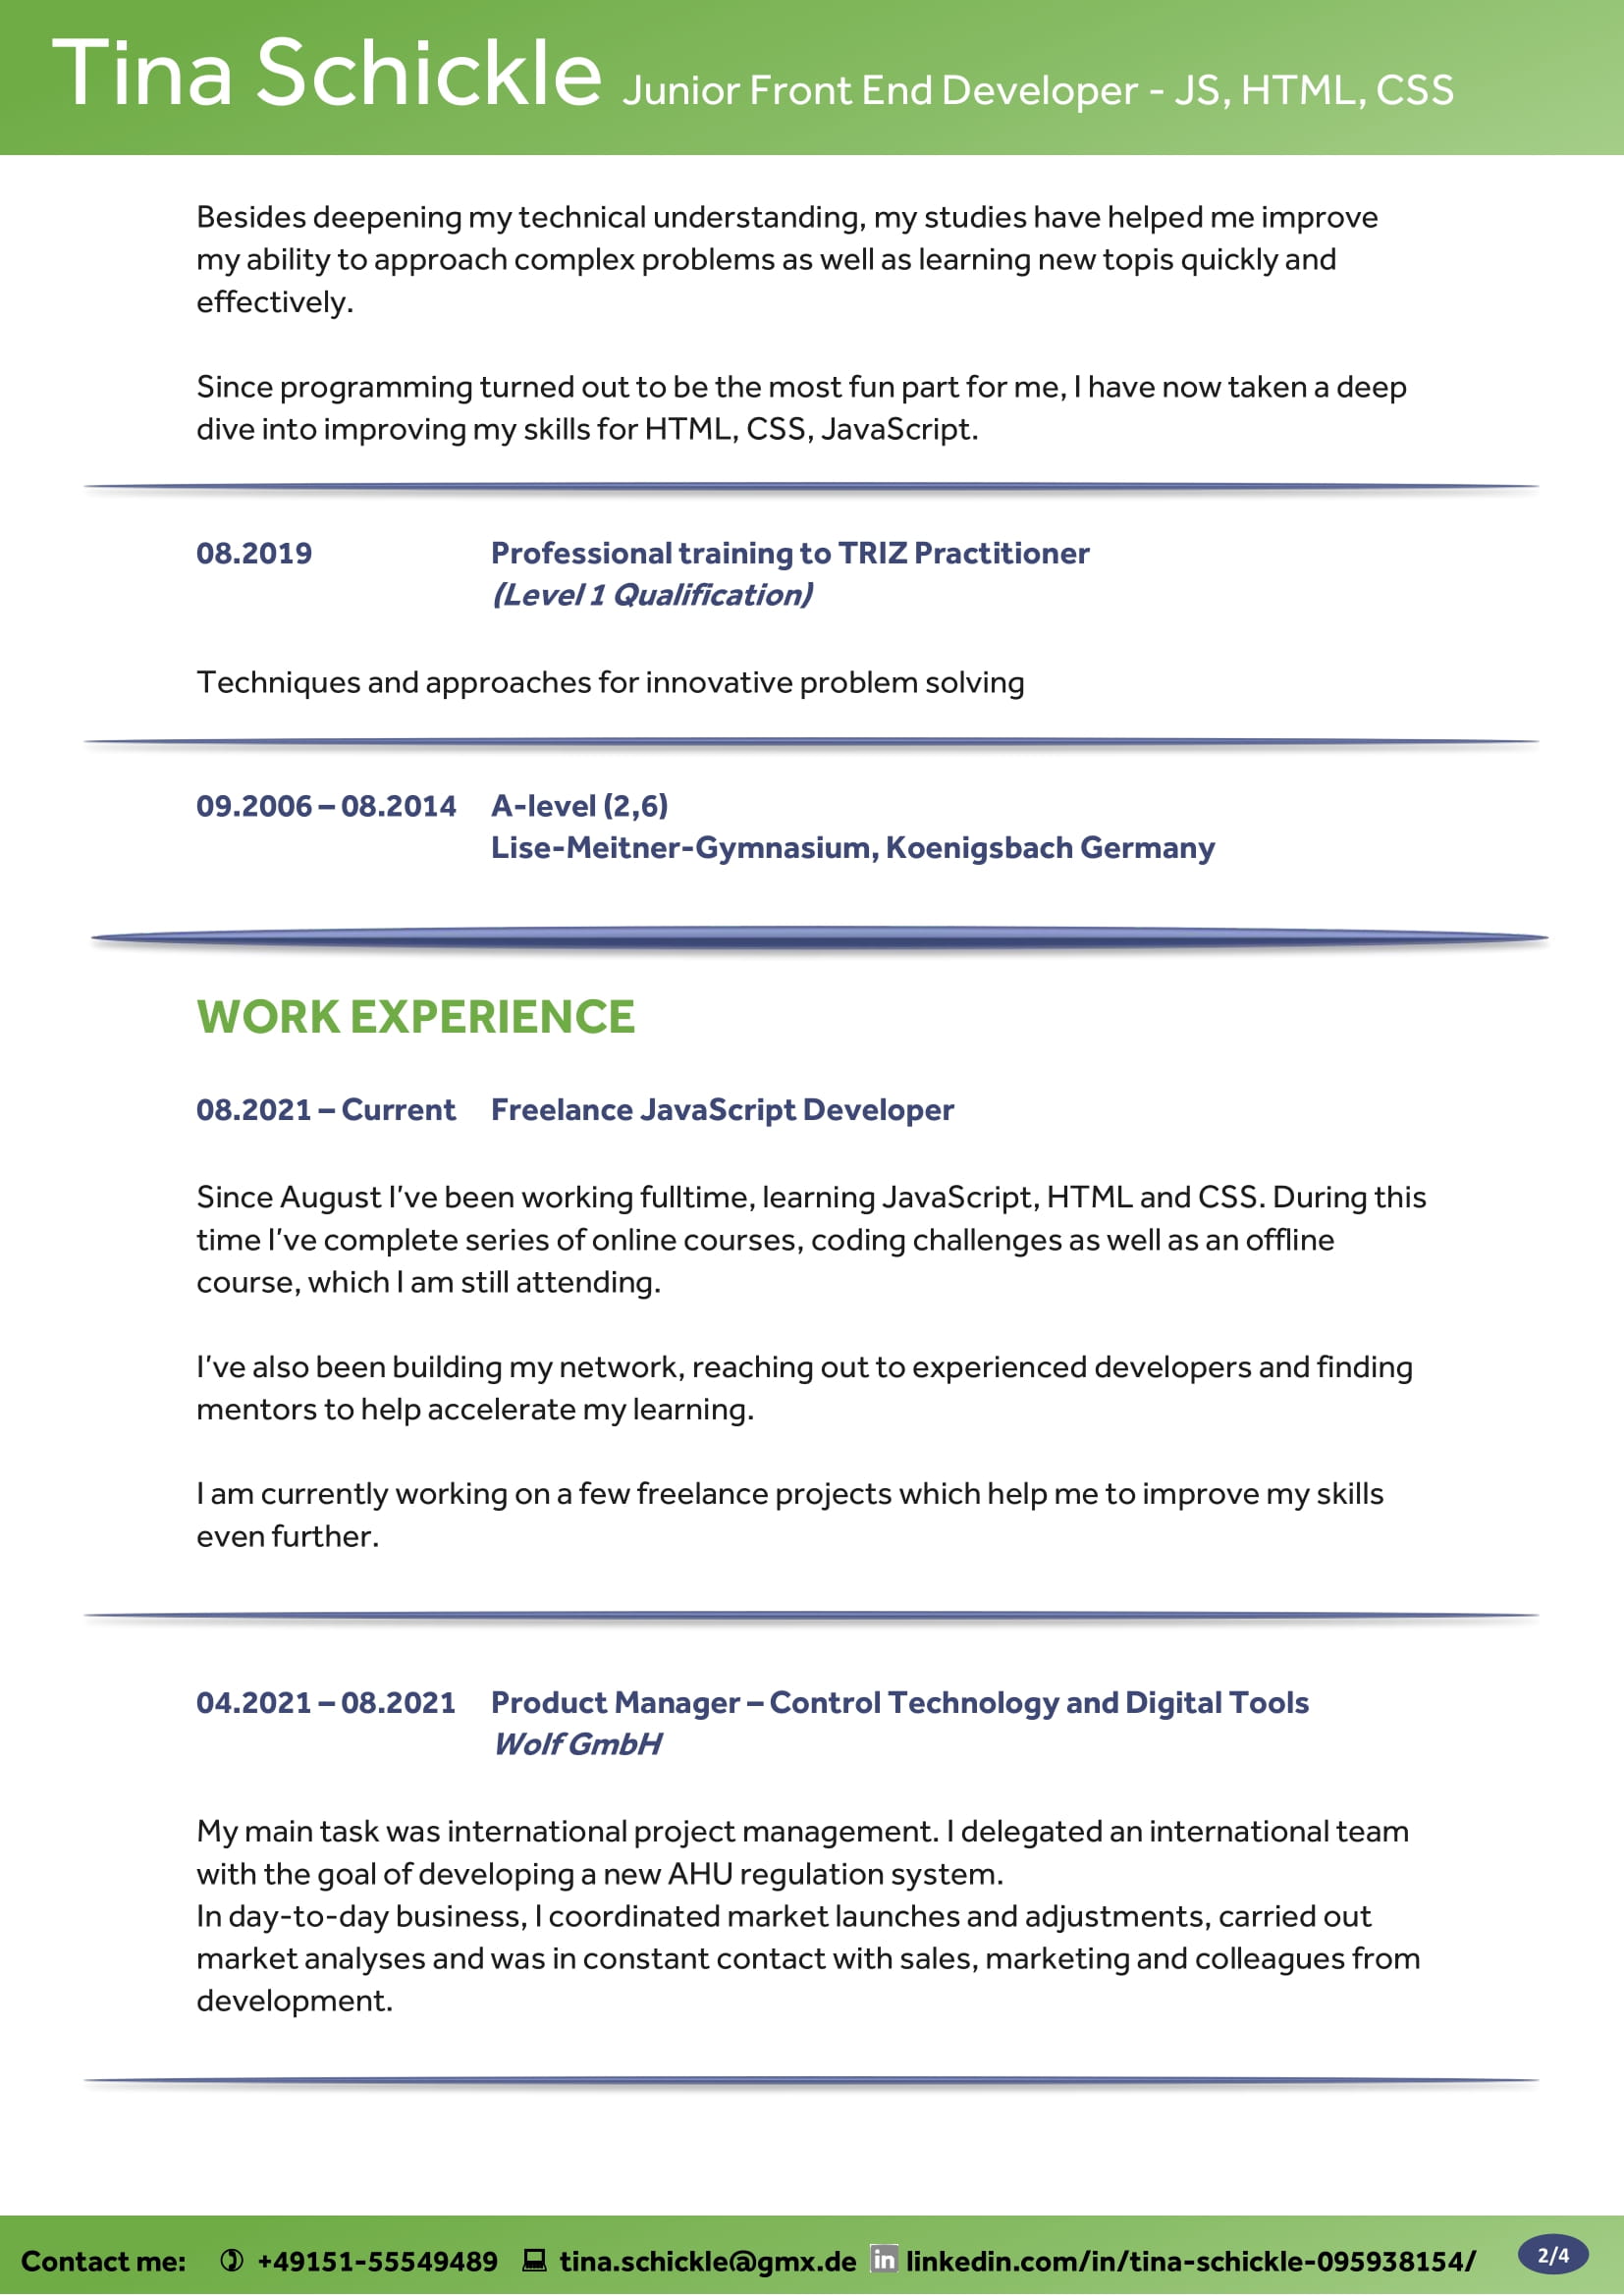 Tina Schickle Junior Front End Developer - JS, HTML, CSS
Besides deepening my technical understanding, my studies have helped me improve
my ability to approach complex problems as well as learning new topis quickly and
effectively.
Since programming turned out to be the most fun part for me, I have now taken a deep
dive into improving my skills for HTML, CSS, JavaScript.
08.2019 Professional training to TRIZ Practitioner
(Level 1 Qualification)
Techniques and approaches for innovative problem solving
09.2006 – 08.2014 A-level (2,6)
Lise-Meitner-Gymnasium, Koenigsbach Germany
WORK EXPERIENCE
08.2021 – Current Freelance JavaScript Developer
Since August I've been working fulltime, learning JavaScript, HTML and CSS. During this
time I've complete series of online courses, coding challenges as well as an offline
course, which I am still attending.
I've also been building my network, reaching out to experienced developers and finding
mentors to help accelerate my learning.
I am currently working on a few freelance projects which help me to improve my skills
even further.
04.2021 – 08.2021 Product Manager – Control Technology and Digital Tools
Wolf GmbH
My main task was international project management. I delegated an international team
with the goal of developing a new AHU regulation system.
In day-to-day business, I coordinated market launches and adjustments, carried out
market analyses and was in constant contact with sales, marketing and colleagues from
development.
Contact me: +49151-55549489 tina.schickle@gmx.de in linkedin.com/in/tina-schickle-095938154/ 2/4